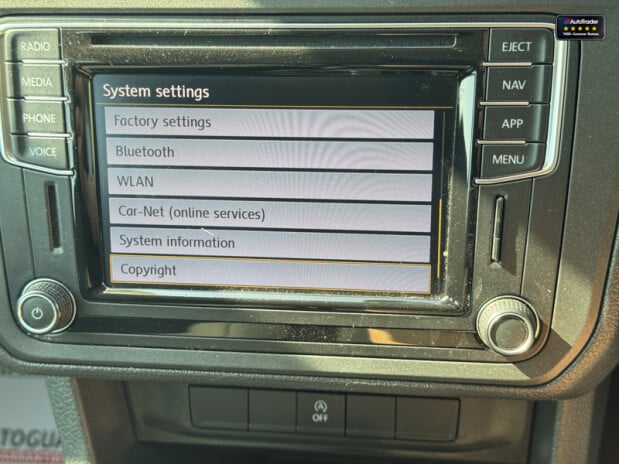 AutoTrader
RADIO
MEDIA
PHONE
VOICE
System settings
Factory settings
Bluetooth
WLAN
Car-Net (online services)
System information
Copyright
EJECT
NAV
APP
MENU
A
OFF